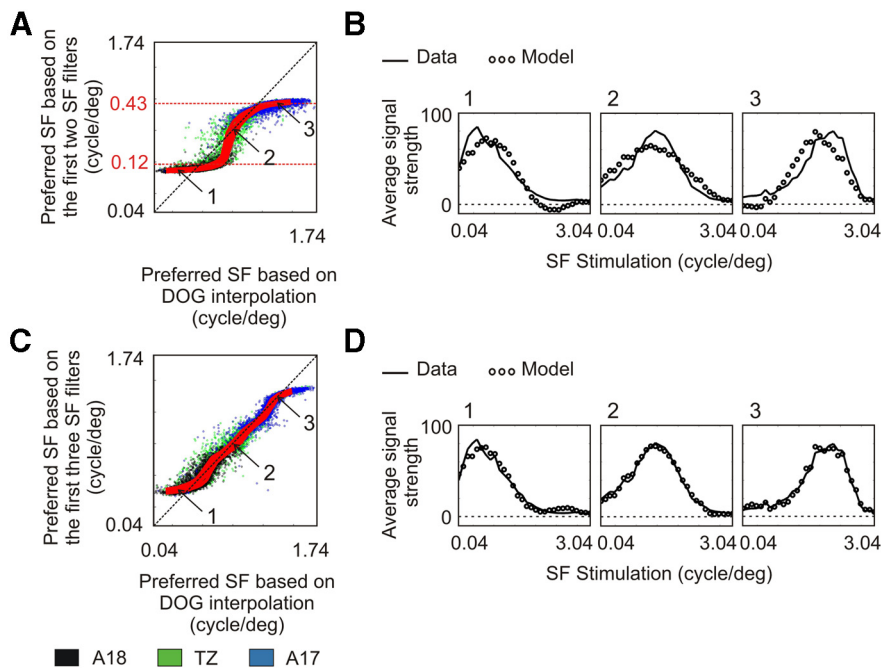 A
Preferred SF based on
the first two SF filters
(cycle/deg)
1.74
0.43
0.12
0.04
1
2
3
1.74
Preferred SF based on
DOG interpolation
(cycle/deg)
B
Data
Model
1
2
3
Average signal
strength
100
0
0.04
3.04
0.04
3.04
0.04
3.04
SF Stimulation (cycle/deg)
C
Preferred SF based on
the first three SF filters
(cycle/deg)
1.74
0.04
1
2
3
0.04
1.74
Preferred SF based on
DOG interpolation
(cycle/deg)
D
Data
Model
1
2
3
Average signal
strength
100
0
0.04
3.04
0.04
3.04
0.04
3.04
SF Stimulation (cycle/deg)
A18
TZ
A17